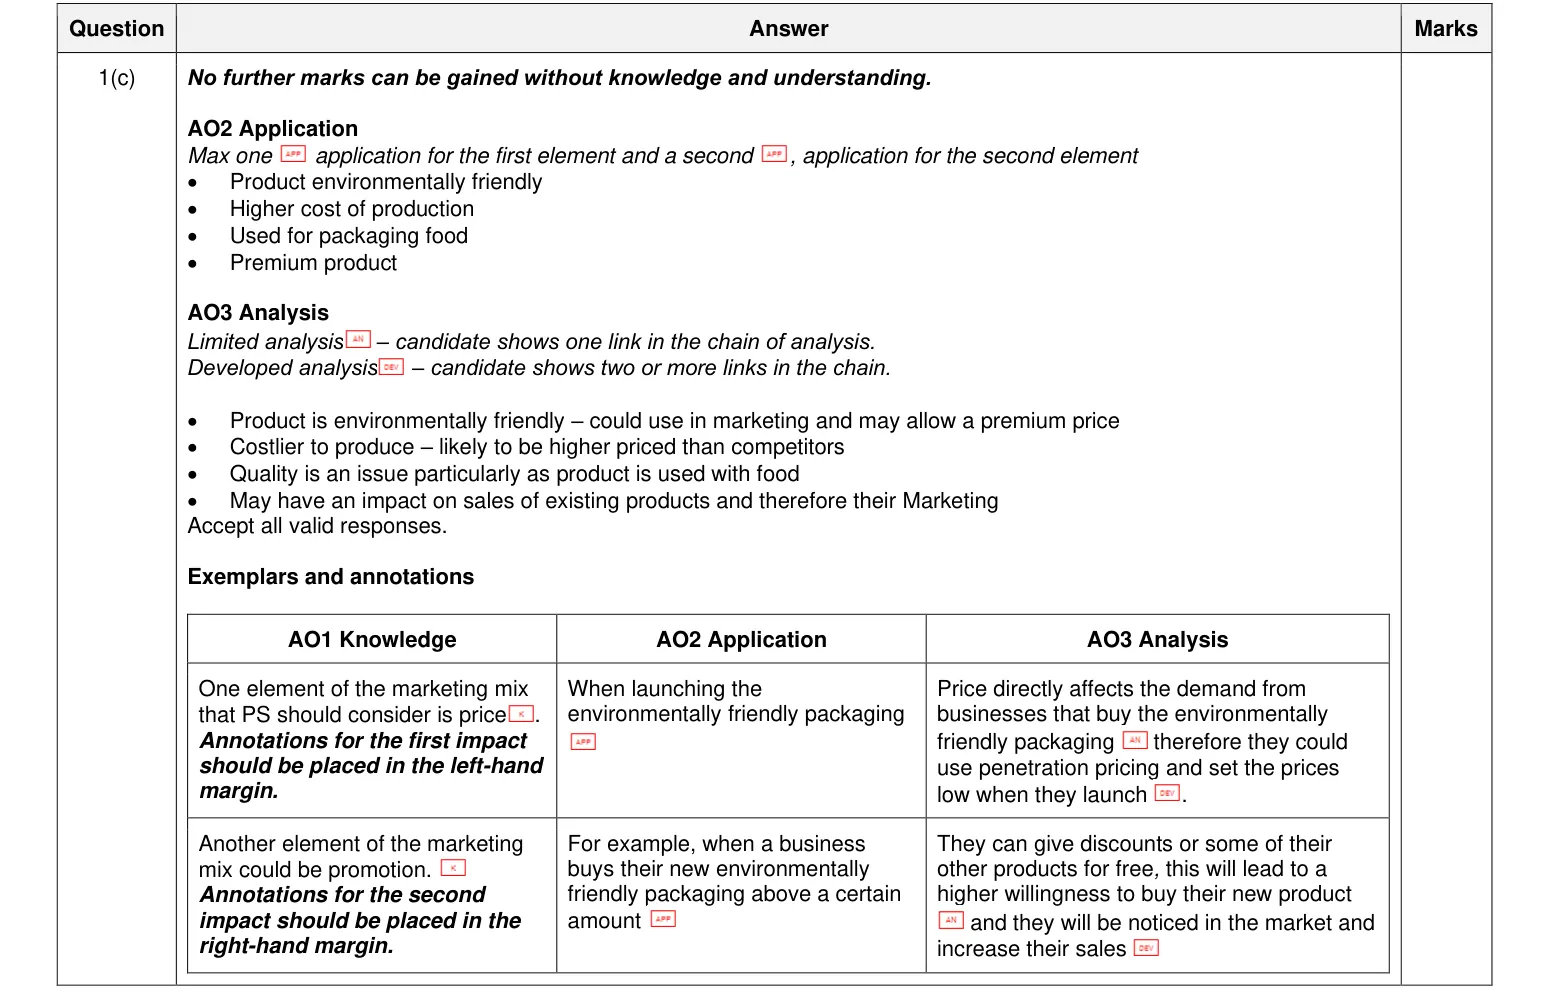 Question Answer Marks
1(c) No further marks can be gained without knowledge and understanding.
AO2 Application
Max one APP application for the first element and a second APP, application for the second element
• Product environmentally friendly
• Higher cost of production
• Used for packaging food
• Premium product
AO3 Analysis
Limited analysis AN – candidate shows one link in the chain of analysis.
Developed analysis DEV – candidate shows two or more links in the chain.
• Product is environmentally friendly – could use in marketing and may allow a premium price
• Costlier to produce – likely to be higher priced than competitors
• Quality is an issue particularly as product is used with food
• May have an impact on sales of existing products and therefore their Marketing
Accept all valid responses.
Exemplars and annotations
AO1 Knowledge AO2 Application AO3 Analysis
One element of the marketing mix
that PS should consider is price K.
Annotations for the first impact
should be placed in the left-hand
margin.
When launching the
environmentally friendly packaging
APP
Price directly affects the demand from
businesses that buy the environmentally
friendly packaging AN therefore they could
use penetration pricing and set the prices
low when they launch DEV.
Another element of the marketing
mix could be promotion. K
Annotations for the second
impact should be placed in the
right-hand margin.
For example, when a business
buys their new environmentally
friendly packaging above a certain
amount APP
They can give discounts or some of their
other products for free, this will lead to a
higher willingness to buy their new product
AN and they will be noticed in the market and
increase their sales DEV